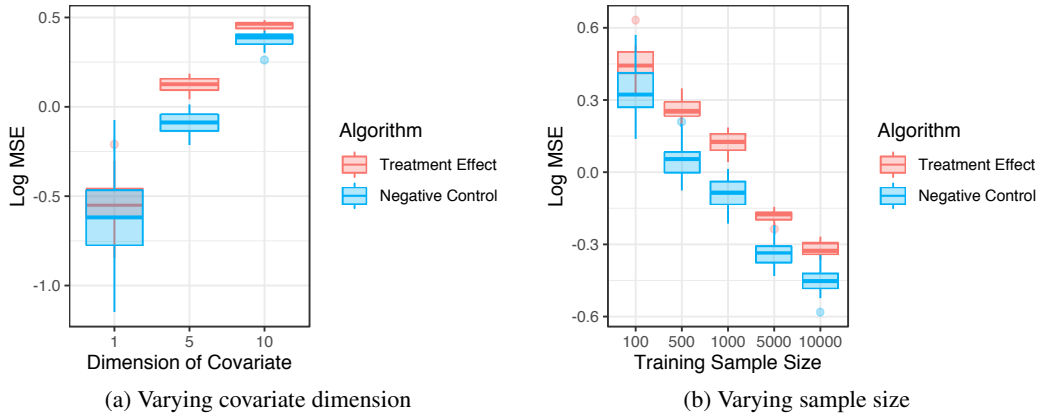 0.5
0.0
-0.5
-1.0
Log MSE
1
5
10
Dimension of Covariate
Algorithm
Treatment Effect
Negative Control
(a) Varying covariate dimension
0.6
0.3
0.0
-0.3
-0.6
Log MSE
100
500
1000
5000
10000
Training Sample Size
Algorithm
Treatment Effect
Negative Control
(b) Varying sample size